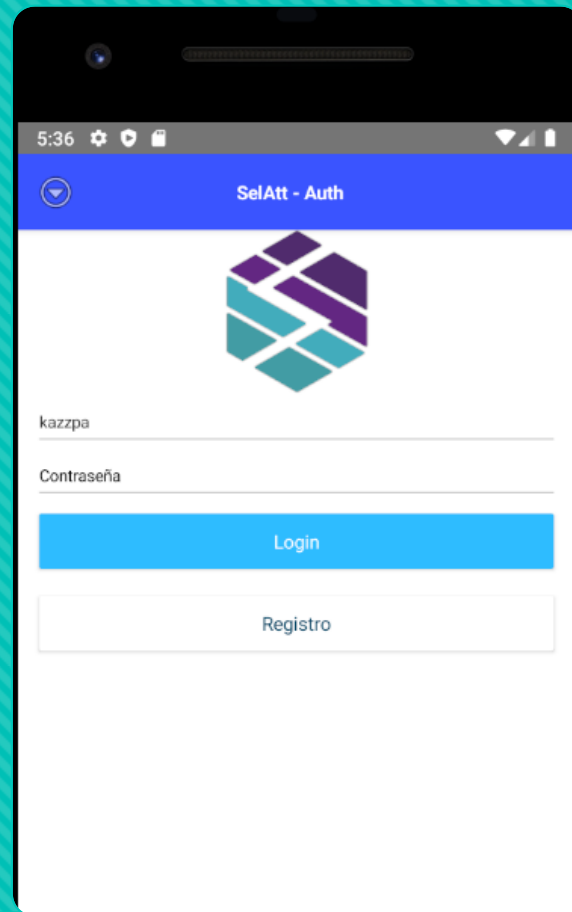 5:36
SelAtt - Auth
kazzpa
Contraseña
Login
Registro